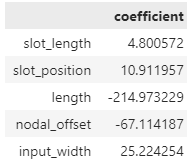 coefficient
slot_length 4.800572
slot_position 10.911957
length -214.973229
nodal_offset -67.114187
input_width 25.224254